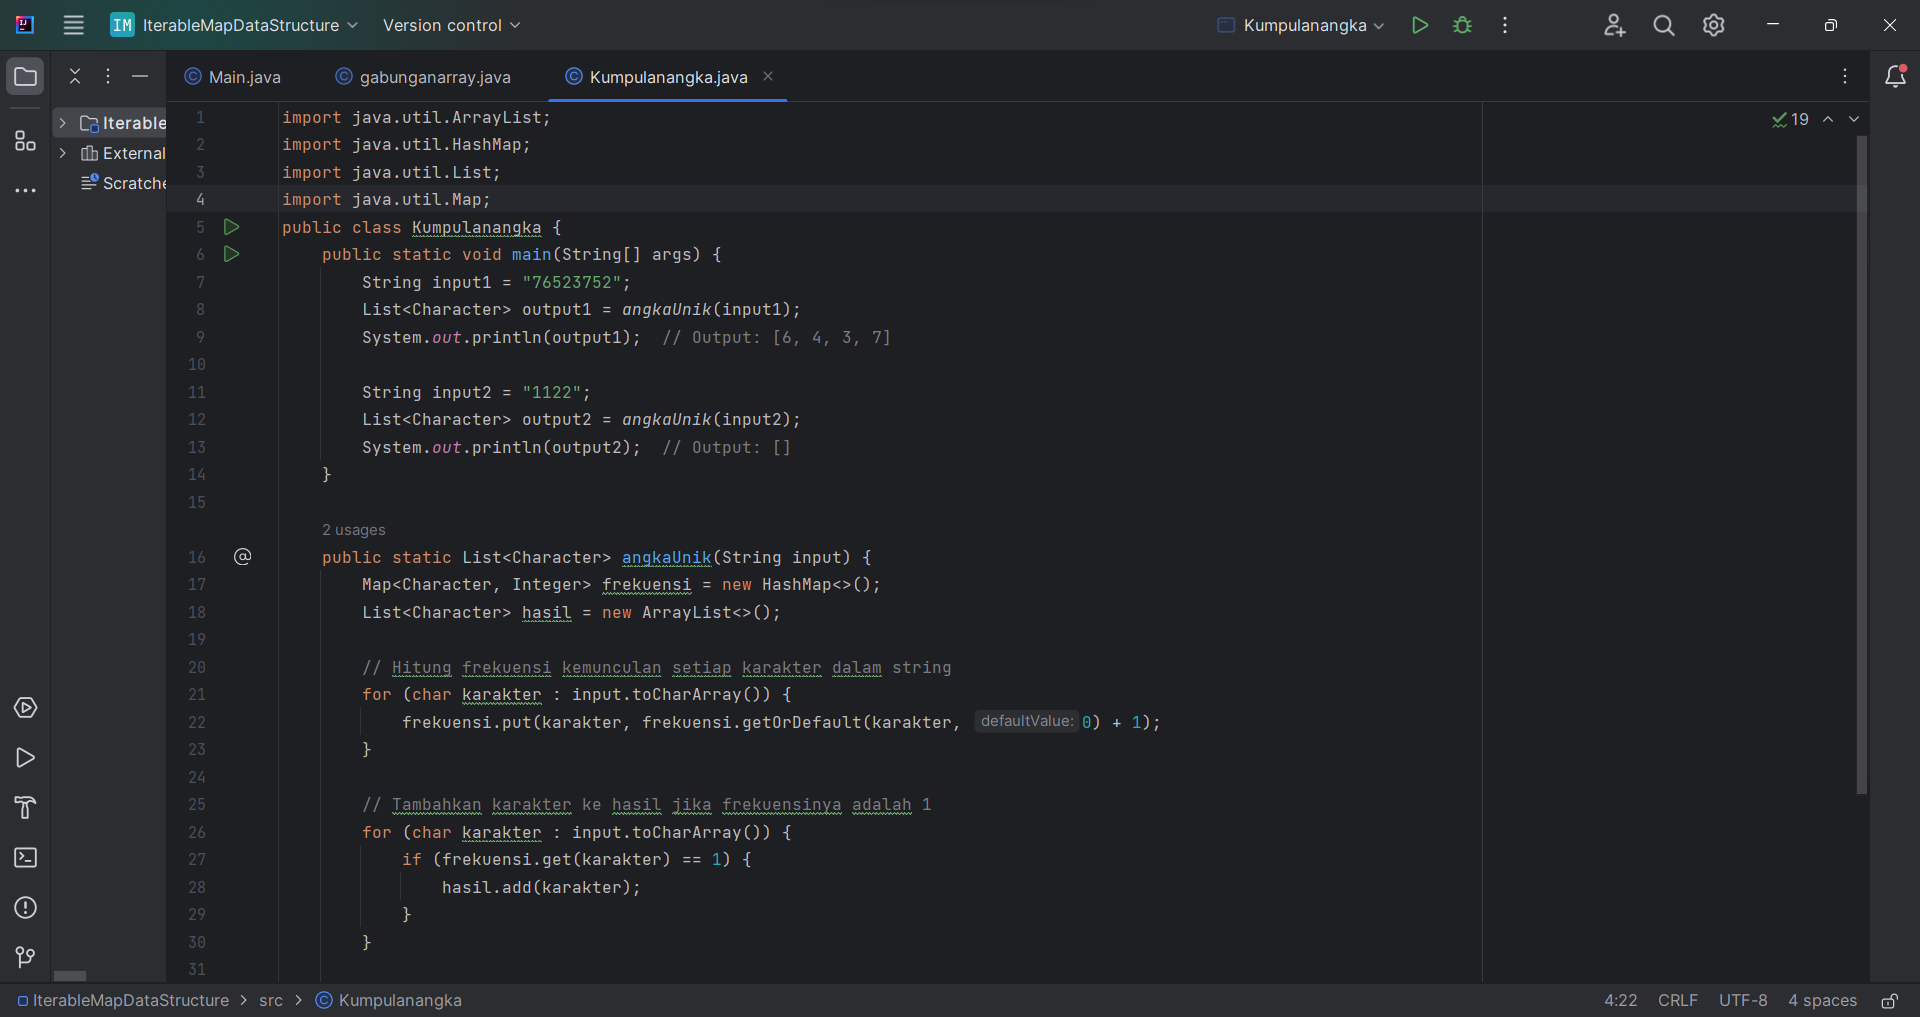 IM IterableMapDataStructure Version control Kumpulanangka
Main.java gabunganarray.java Kumpulanangka.java
Iterable
External
Scratche
19
1 import java.util.ArrayList;
2 import java.util.HashMap;
3 import java.util.List;
4 import java.util.Map;
5 public class Kumpulanangka {
6 public static void main(String[] args) {
7 String input1 = "76523752";
8 List<Character> output1 = angkaUnik(input1);
9 System.out.println(output1); // Output: [6, 4, 3, 7]
10
11 String input2 = "1122";
12 List<Character> output2 = angkaUnik(input2);
13 System.out.println(output2); // Output: []
14 }
15
2 usages
16 @ public static List<Character> angkaUnik(String input) {
17 Map<Character, Integer> frekuensi = new HashMap<>();
18 List<Character> hasil = new ArrayList<>();
19
20 // Hitung frekuensi kemunculan setiap karakter dalam string
21 for (char karakter : input.toCharArray()) {
22 frekuensi.put(karakter, frekuensi.getOrDefault(karakter, defaultValue: 0) + 1);
23 }
24
25 // Tambahkan karakter ke hasil jika frekuensinya adalah 1
26 for (char karakter : input.toCharArray()) {
27 if (frekuensi.get(karakter) == 1) {
28 hasil.add(karakter);
29 }
30 }
31
IterableMapDataStructure > src > Kumpulanangka 4:22 CRLF UTF-8 4 spaces